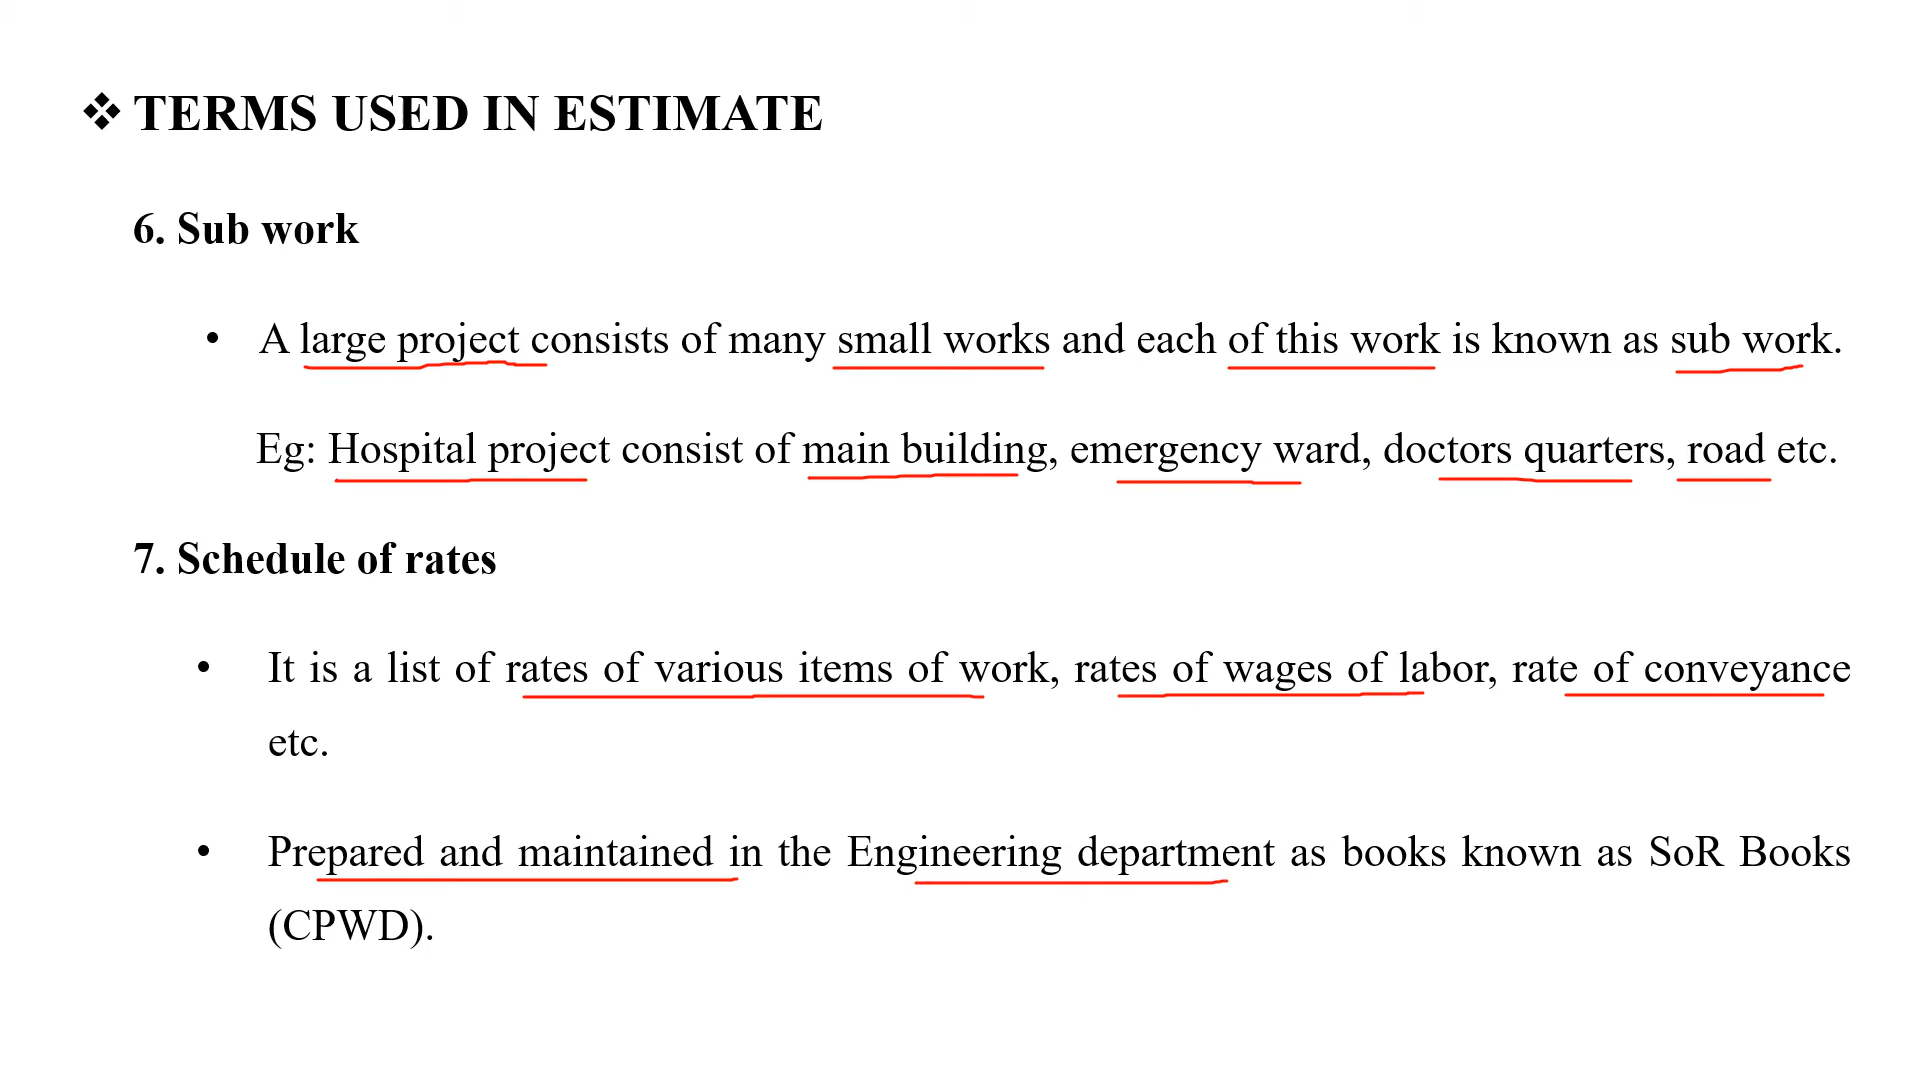 ❖ TERMS USED IN ESTIMATE
6. Sub work
• A large project consists of many small works and each of this work is known as sub work.
Eg: Hospital project consist of main building, emergency ward, doctors quarters, road etc.
7. Schedule of rates
• It is a list of rates of various items of work, rates of wages of labor, rate of conveyance
etc.
• Prepared and maintained in the Engineering department as books known as SoR Books
(CPWD).